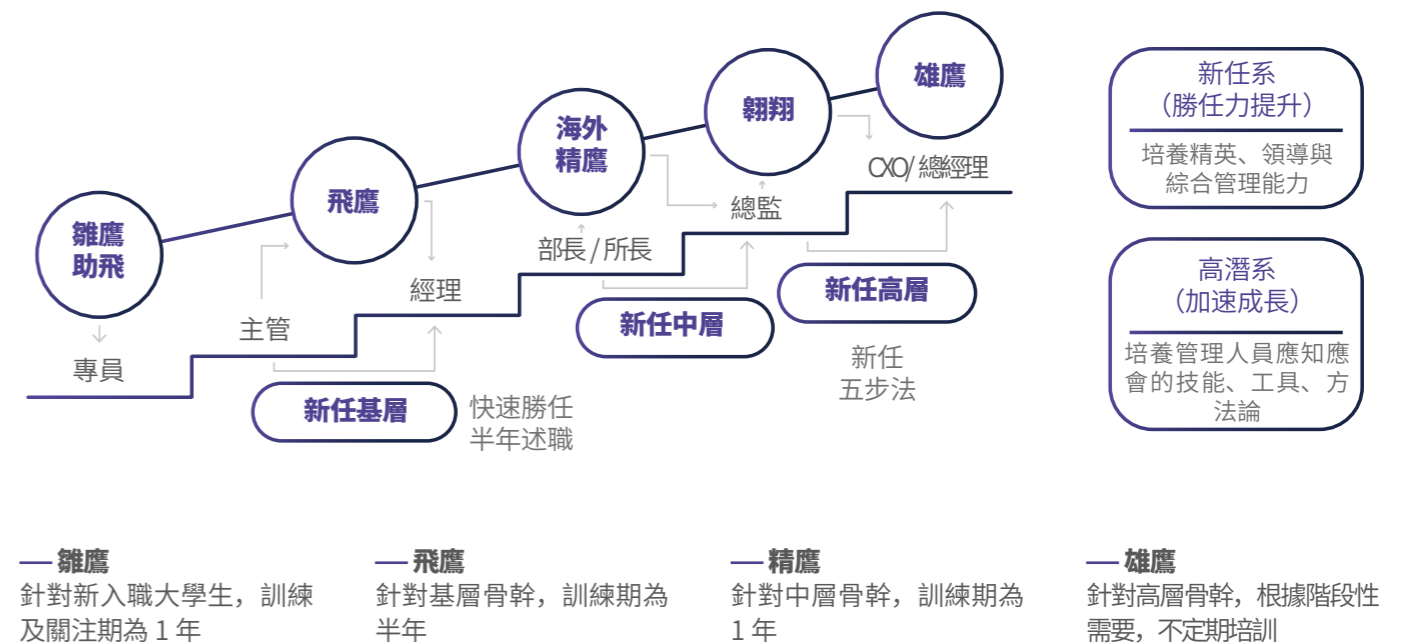 雛鷹
助飛
專員
主管
飛鷹
經理
海外
精鷹
部長 / 所長
翱翔
總監
雄鷹
CXO/ 總經理
新任基層
快速勝任
半年述職
新任中層
新任高層
新任
五步法
新任系
（勝任力提升）
培養精英、領導與
綜合管理能力
高潛系
（加速成長）
培養管理人員應知應
會的技能、工具、方
法論
— 雛鷹
針對新入職大學生，訓練
及關注期為 1 年
— 飛鷹
針對基層骨幹，訓練期為
半年
— 精鷹
針對中層骨幹，訓練期為
1 年
— 雄鷹
針對高層骨幹，根據階段性
需要，不定期培訓